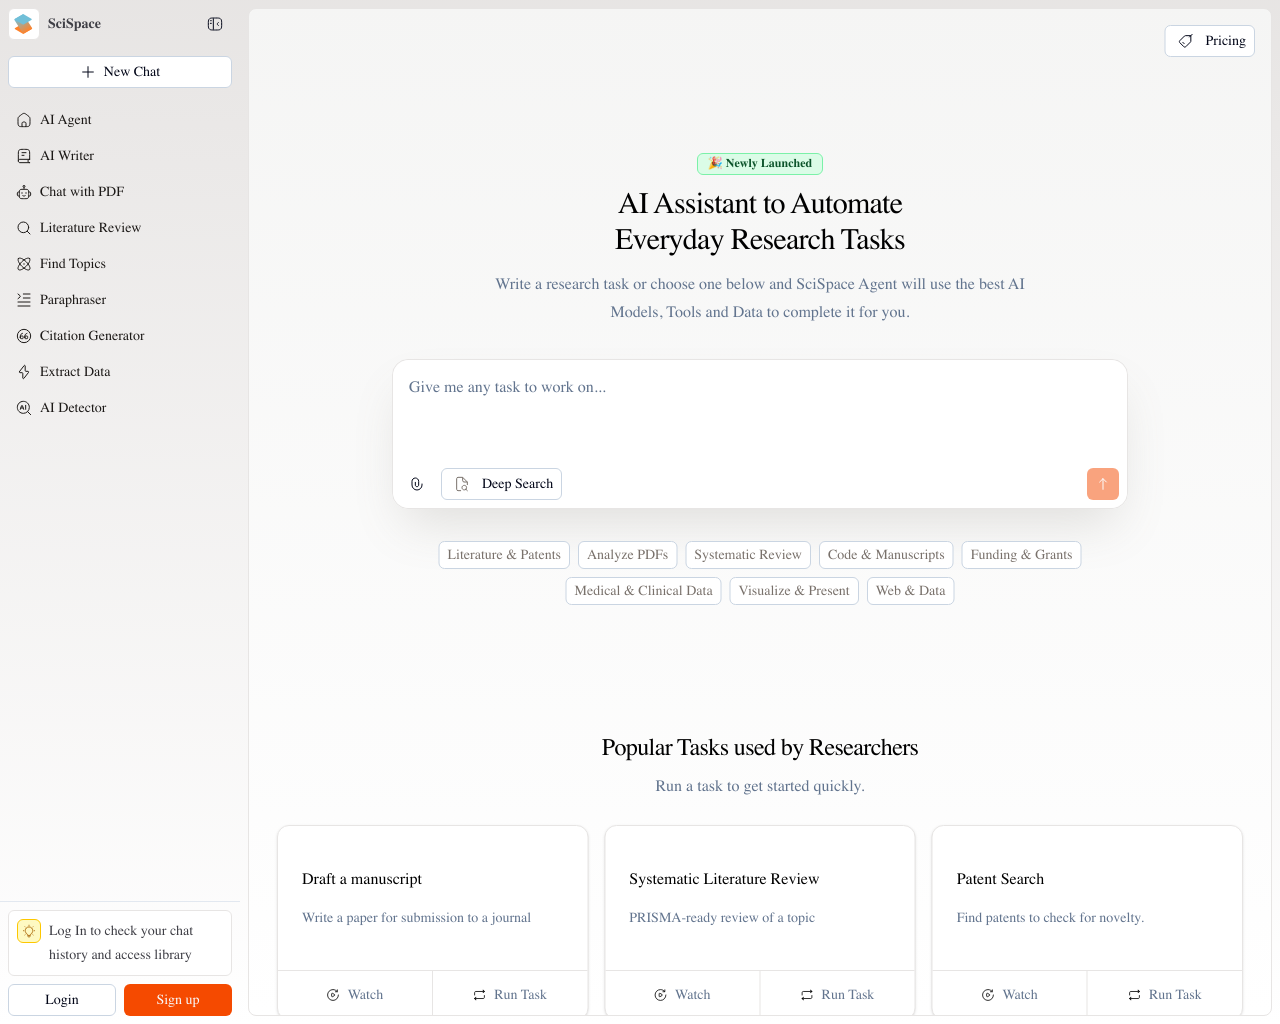 SciSpace
New Chat
AI Agent
AI Writer
Chat with PDF
Literature Review
Find Topics
Paraphraser
Citation Generator
Extract Data
AI Detector
Log In to check your chat
history and access library
Login
Sign up
Pricing
🎉 Newly Launched
AI Assistant to Automate
Everyday Research Tasks
Write a research task or choose one below and SciSpace Agent will use the best AI
Models, Tools and Data to complete it for you.
Give me any task to work on...
Deep Search
Literature & Patents
Analyze PDFs
Systematic Review
Code & Manuscripts
Funding & Grants
Medical & Clinical Data
Visualize & Present
Web & Data
Popular Tasks used by Researchers
Run a task to get started quickly.
Draft a manuscript
Write a paper for submission to a journal
Watch
Run Task
Systematic Literature Review
PRISMA-ready review of a topic
Watch
Run Task
Patent Search
Find patents to check for novelty.
Watch
Run Task